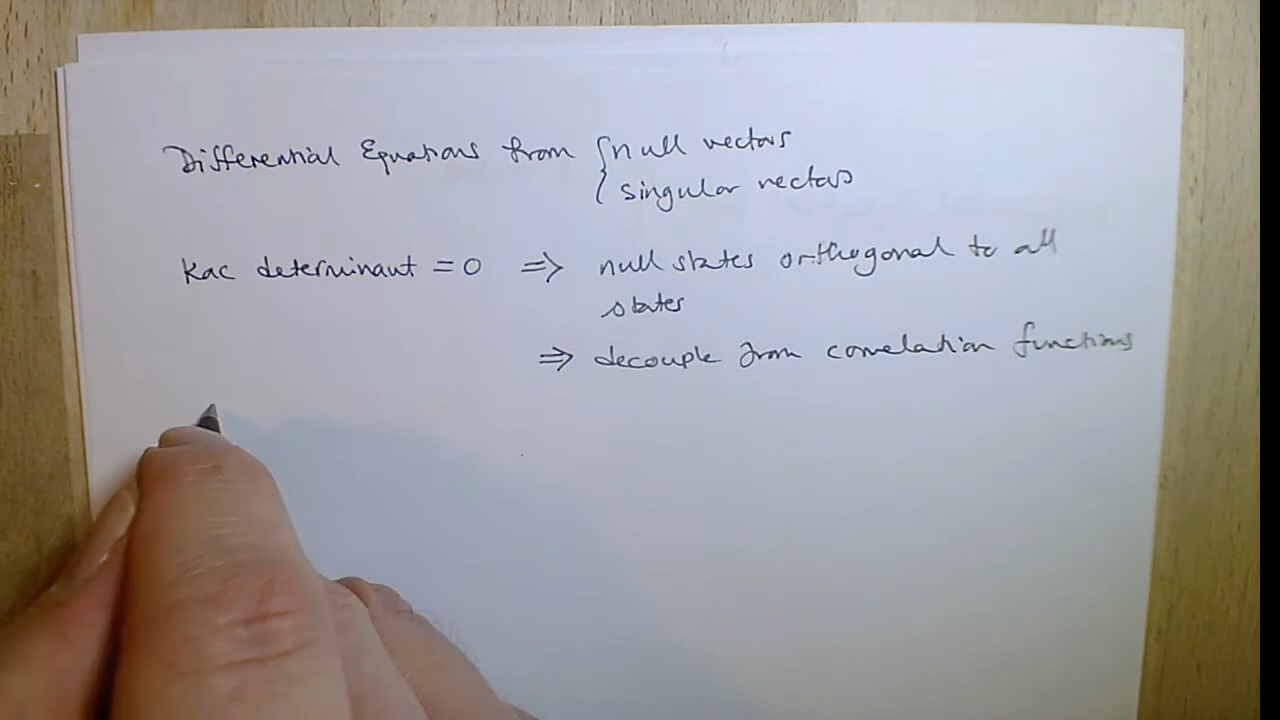 Differential Equations from { null vectors
{ singular vectors
Kac determinant = 0 ⇒ null states orthogonal to all
states
⇒ decouple from correlation functions